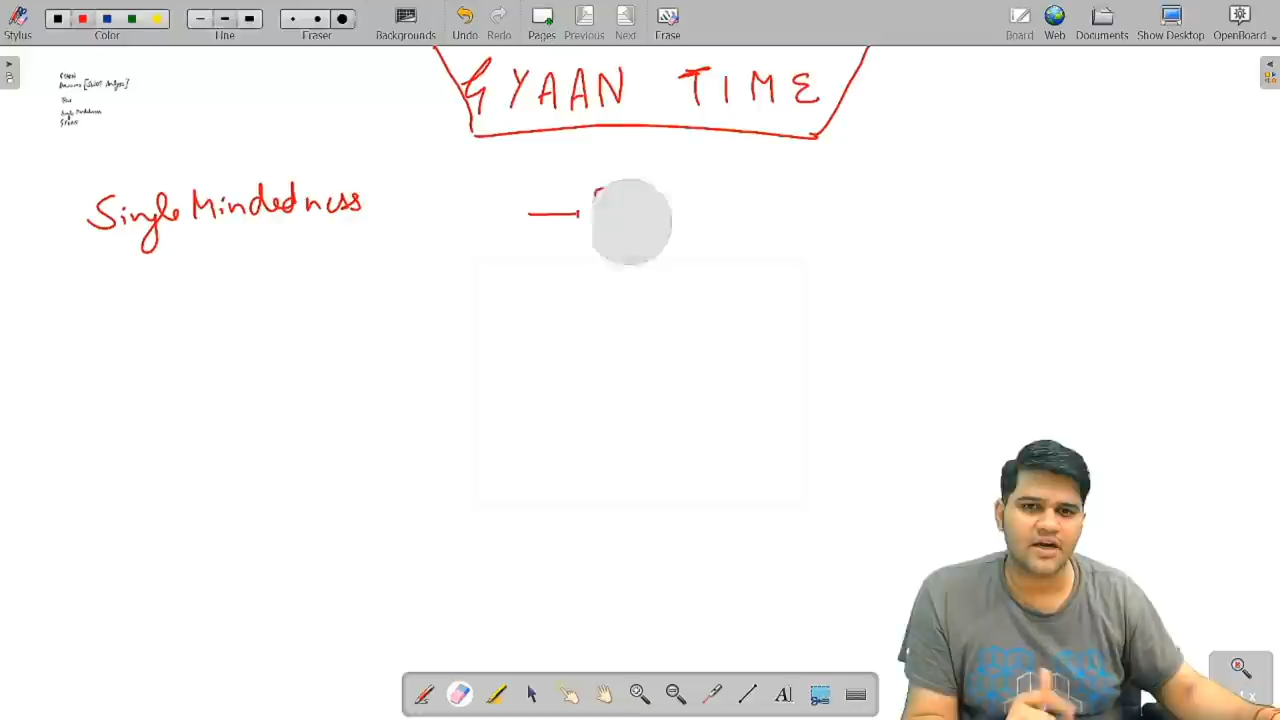 Stylus Color Line Eraser Backgrounds Undo Redo Pages Previous Next Erase Board Web Documents Show Desktop OpenBoard
GYAAN TIME
Single Mindedness